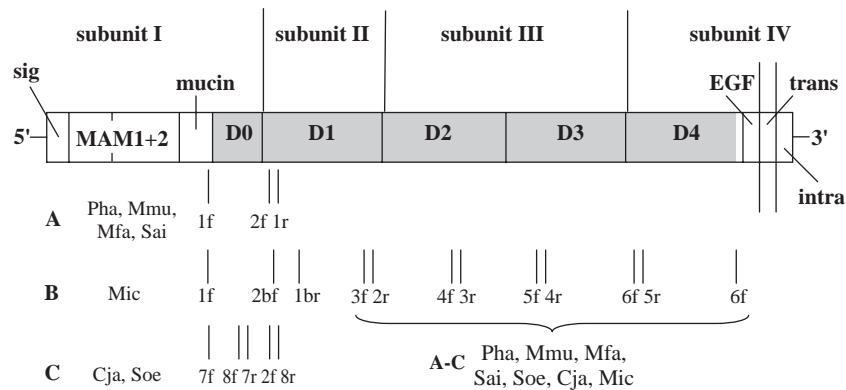 subunit I subunit II subunit III subunit IV
sig mucin EGF trans
5' MAM1+2 D0 D1 D2 D3 D4 3'
intra
A Pha, Mmu, Mfa, Sai 1f 2f 1r
B Mic 1f 2bf 1br 3f 2r 4f 3r 5f 4r 6f 5r 6f
A-C Pha, Mmu, Mfa,
Sai, Soe, Cja, Mic
C Cja, Soe 7f 8f 7r 2f 8r